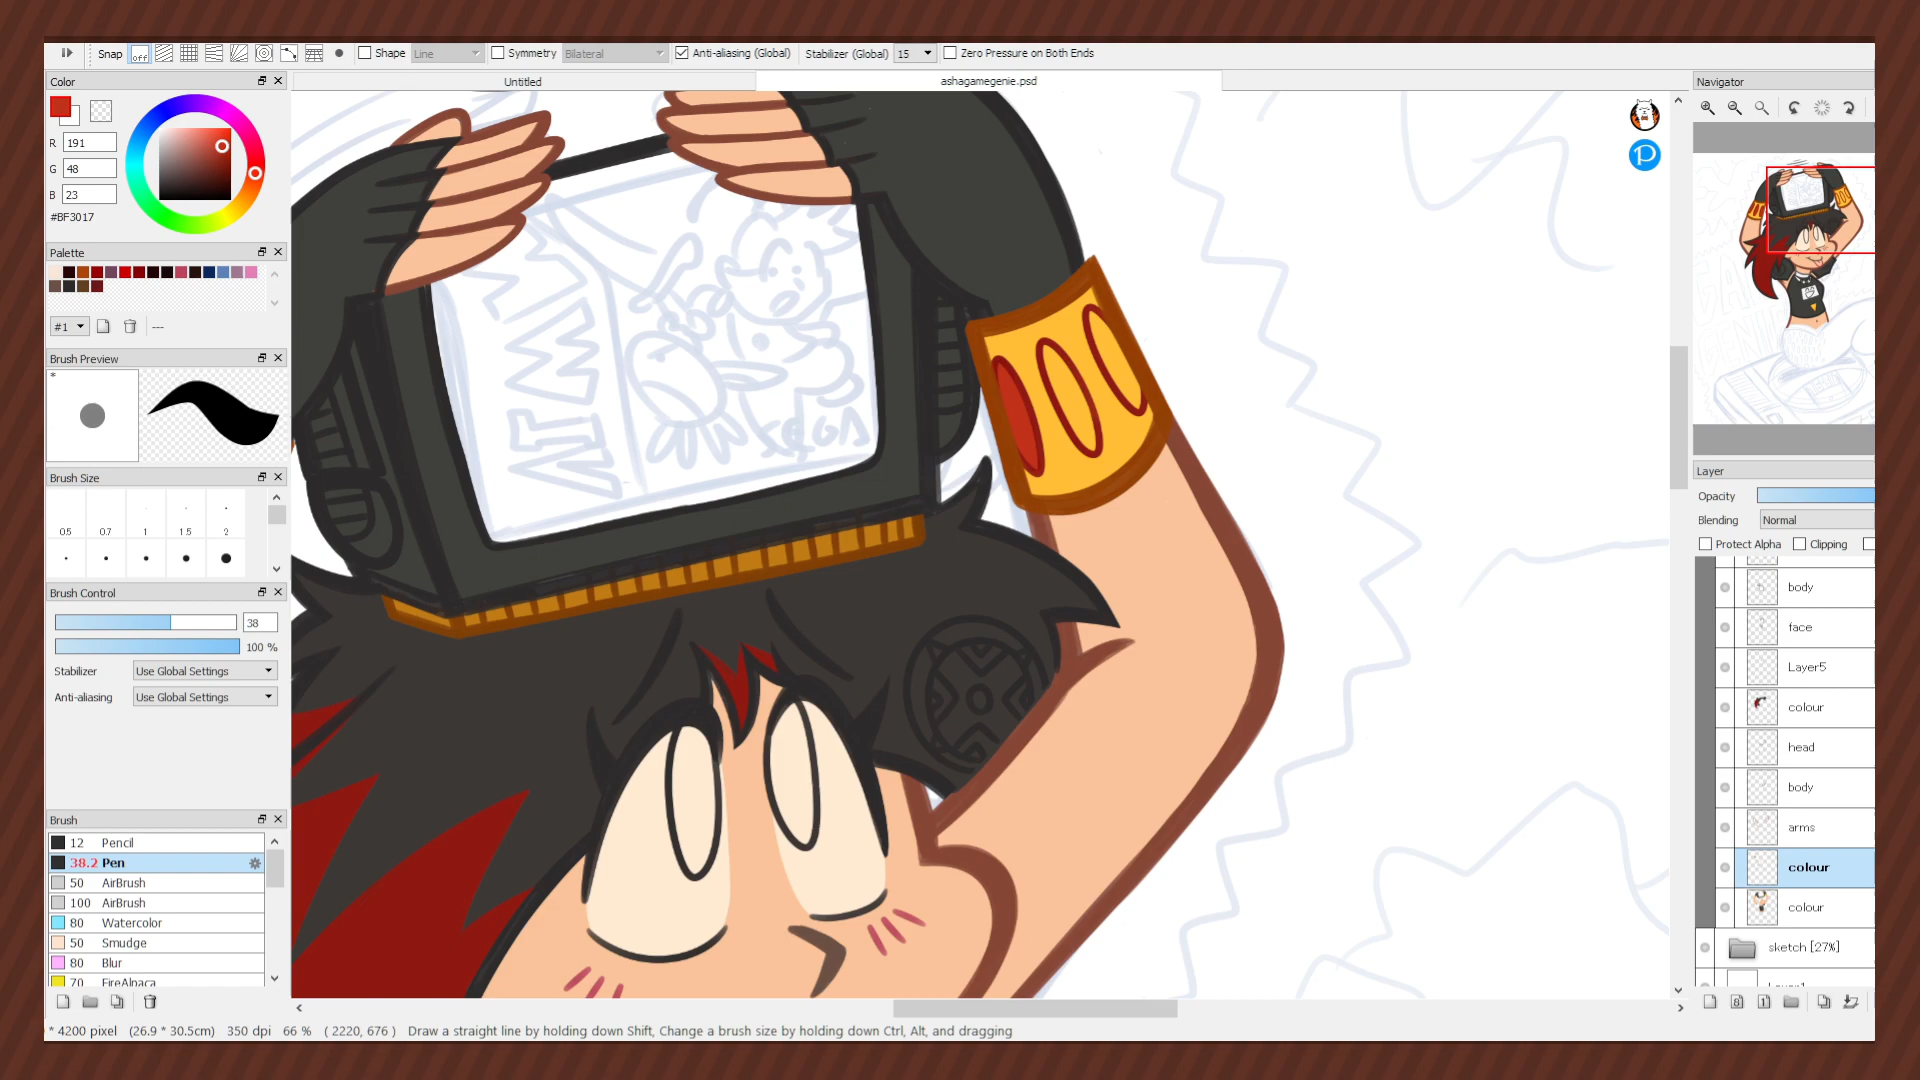 Snap
off
Shape
Line
Symmetry
Bilateral
Anti-aliasing (Global)
Stabilizer (Global)
15
Zero Pressure on Both Ends
Color
R 191
G 48
B 23
#BF3017
Palette
#1
---
Brush Preview
*
Brush Size
0.5 0.7 1 1.5 2
Brush Control
38
100 %
Stabilizer Use Global Settings
Anti-aliasing Use Global Settings
Brush
12 Pencil
38.2 Pen
50 AirBrush
100 AirBrush
80 Watercolor
50 Smudge
80 Blur
70 FireAlpaca
Untitled
ashagamegenie.psd
SEGA
Navigator
Layer
Opacity
Blending Normal
Protect Alpha
Clipping
body
face
Layer5
colour
head
body
arms
colour
colour
sketch [27%]
Layer1
* 4200 pixel (26.9 * 30.5cm) 350 dpi 66 % ( 2220, 676 ) Draw a straight line by holding down Shift, Change a brush size by holding down Ctrl, Alt, and dragging